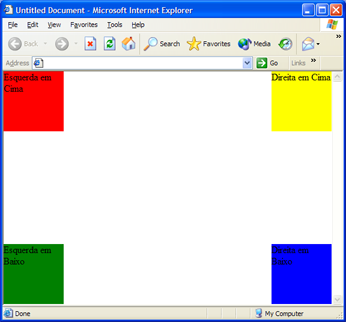 Untitled Document - Microsoft Internet Explorer
File Edit View Favorites Tools Help
Back Search Favorites Media
Address Go Links
Esquerda em
Cima
Direita em Cima
Esquerda em
Baixo
Direita em
Baixo
Done My Computer